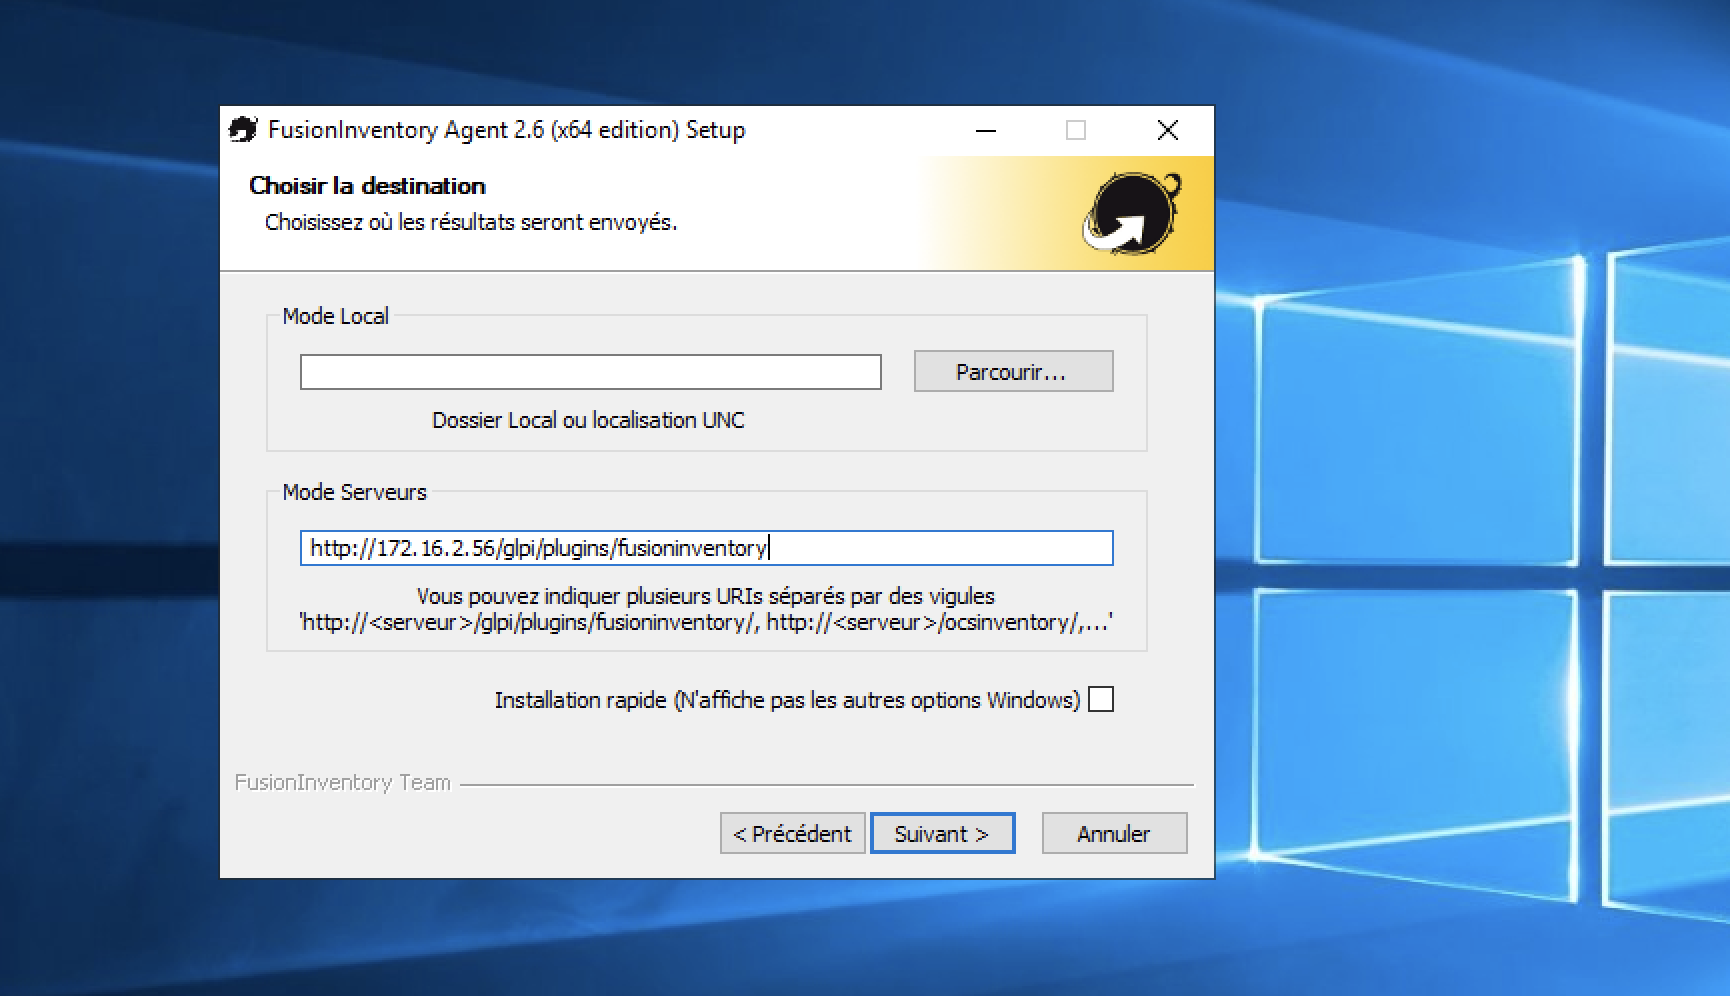 FusionInventory Agent 2.6 (x64 edition) Setup
Choisir la destination
Choisissez où les résultats seront envoyés.
Mode Local
Parcourir...
Dossier Local ou localisation UNC
Mode Serveurs
http://172.16.2.56/glpi/plugins/fusioninventory
Vous pouvez indiquer plusieurs URIs séparés par des vigules
'http://<serveur>/glpi/plugins/fusioninventory/, http://<serveur>/ocsinventory/,...'
Installation rapide (N'affiche pas les autres options Windows)
FusionInventory Team
< Précédent
Suivant >
Annuler